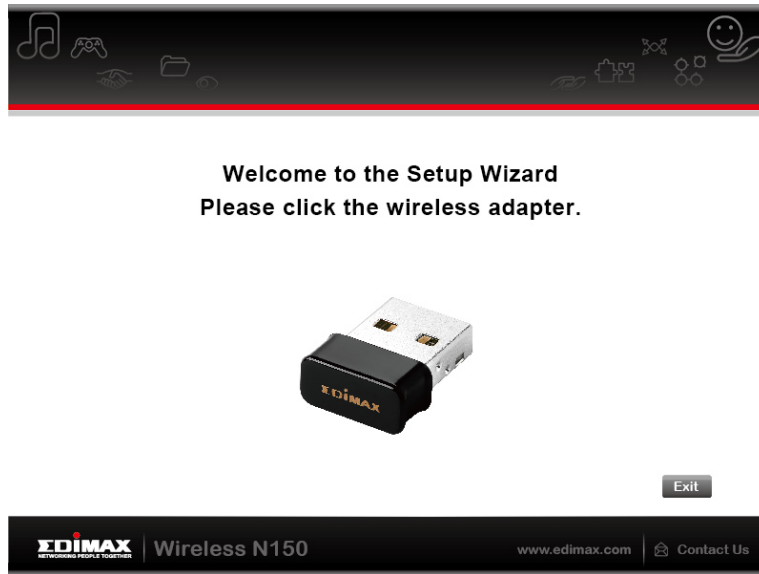 Welcome to the Setup Wizard
Please click the wireless adapter.
EDIMAX
Exit
EDIMAX
NETWORKING PEOPLE TOGETHER
Wireless N150
www.edimax.com
Contact Us